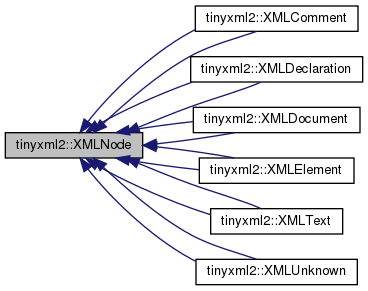 tinyxml2::XMLComment
tinyxml2::XMLDeclaration
tinyxml2::XMLDocument
tinyxml2::XMLNode
tinyxml2::XMLElement
tinyxml2::XMLText
tinyxml2::XMLUnknown